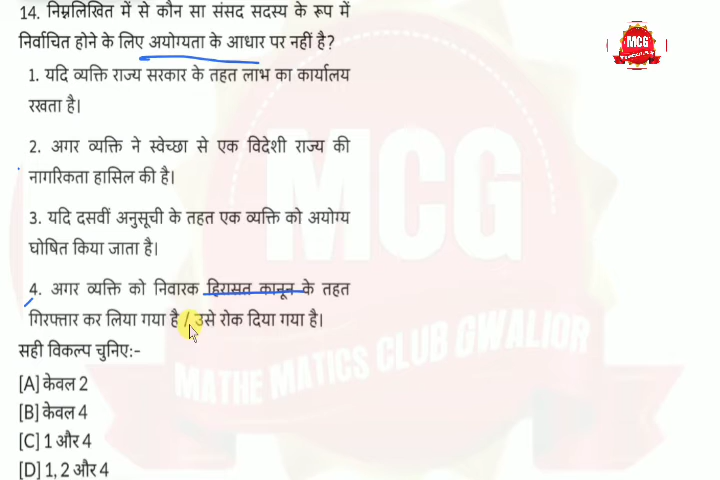 14. निम्नलिखित में से कौन सा संसद सदस्य के रूप में
निर्वाचित होने के लिए अयोग्यता के आधार पर नहीं है?
1. यदि व्यक्ति राज्य सरकार के तहत लाभ का कार्यालय
रखता है।
2. अगर व्यक्ति ने स्वेच्छा से एक विदेशी राज्य की
नागरिकता हासिल की है।
3. यदि दसवीं अनुसूची के तहत एक व्यक्ति को अयोग्य
घोषित किया जाता है।
4. अगर व्यक्ति को निवारक हिरासत कानून के तहत
गिरफ्तार कर लिया गया है / उसे रोक दिया गया है।
सही विकल्प चुनिए:-
[A] केवल 2
[B] केवल 4
[C] 1 और 4
[D] 1, 2 और 4
MCG
MCG
MATHEMATICS CLUB GWALIOR